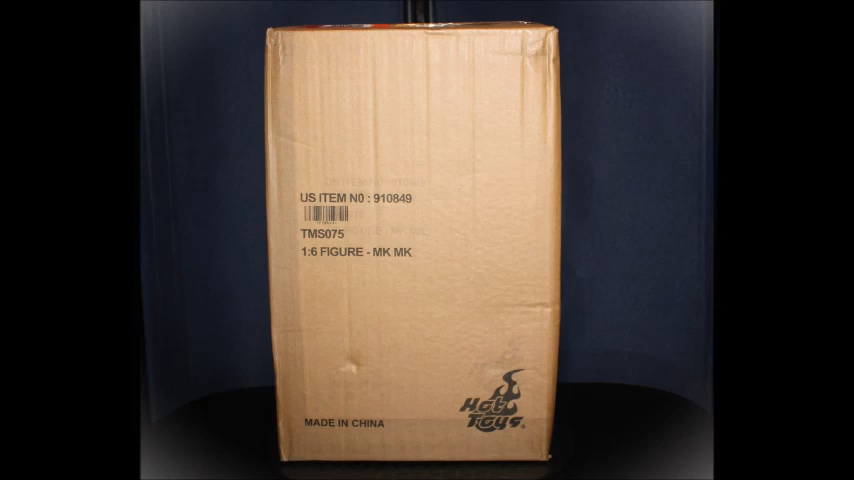 US ITEM N0 : 910849
TMS075
1:6 FIGURE - MK MK
Hot
Toys
MADE IN CHINA